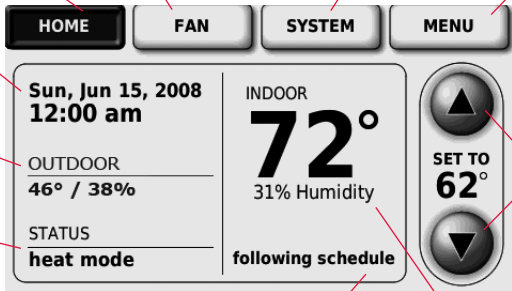 HOME
FAN
SYSTEM
MENU
Sun, Jun 15, 2008
12:00 am
OUTDOOR
46° / 38%
STATUS
heat mode
INDOOR
72°
31% Humidity
following schedule
SET TO
62°